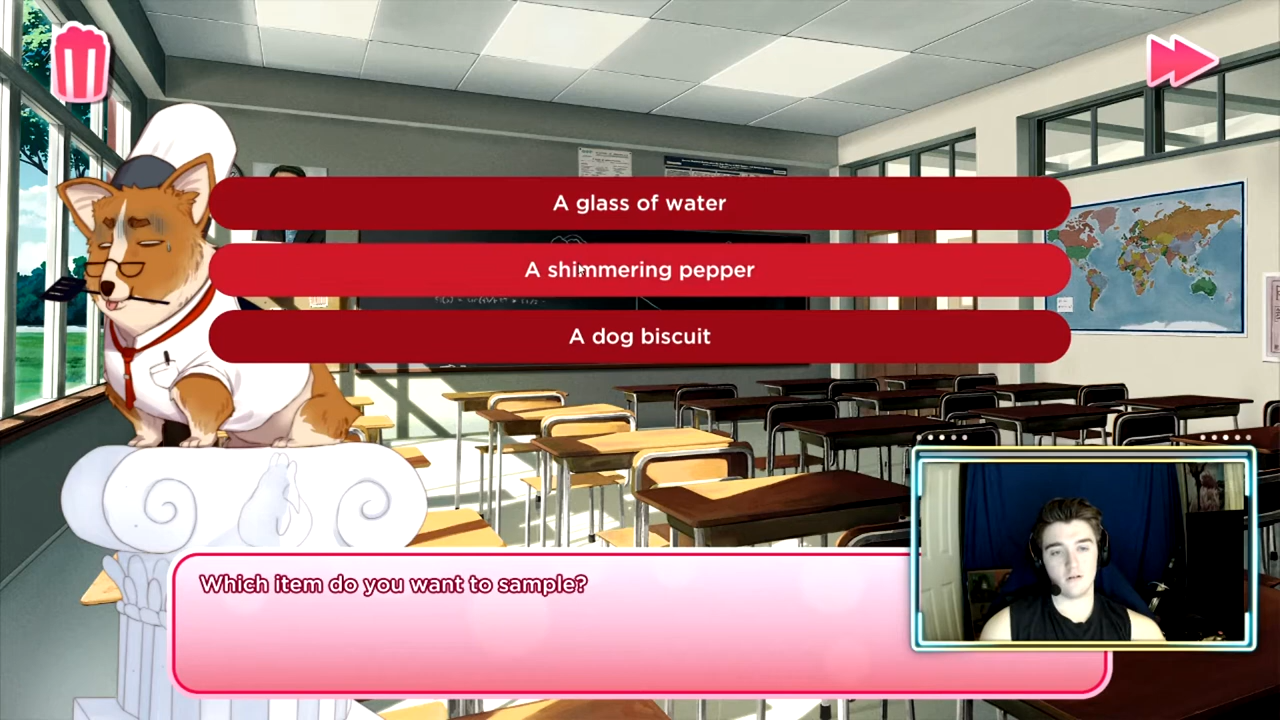 A glass of water
A shimmering pepper
A dog biscuit
Which item do you want to sample?